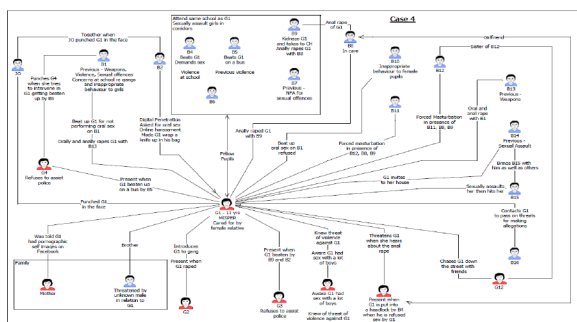 Case 4
Together when
JO punched G1 in the face
JO
Punches G4
when she steps
to intervene in
G1 getting beaten
up by B5
B1
Previous - Weapons,
Violence, Sexual offences
Concerns at school re gangs
and inappropriate
behaviour to girls
B2
Beat up G1 for not
performing oral sex
on B1
Orally and anally rapes G1 with
B13
Digital Penetration
Asked for oral sex
Online harassment
Made G1 wrap a
knife up in her bag
Attend same school as G1
Sexually assault girls in
corridors
B4
Beats G1
Demands sex
B5
Beats G1
on a bus
Violence
at school
Previous violence
B6
B9
Kidnaps G1
and takes to CH
Anally rapes G1 with
B8
B7
Previous -
NFA for
sexual offences
Anal rape of
G1
B8
In care
Girlfriend
Sister of B12
B10
Inappropriate
behaviour to female
pupils
B11
B12
B13
Previous -
Weapons
Oral and
anal rape
with B1
B14
Previous -
Sexual Assault
Brings B15 with
him as well as others
Forced Masturbation
in presence of
B11, B8, B9
Forced masturbation
in presence of
B12, B8, B9
Anally raped G1
with B9
Beat up
oral sex on B1
refused
Fellow
Pupils
G1 invites
to her house
Sexually assaults
her then hits her
B15
Contacts G1
to pass on threats
for making
allegations
B16
G4
Refuses to assist
police
Present when
G1 beaten up
on a bus by B5
Punched G1
in the face
G1 - 13 yrs
MISPER
Cared for by
female relative
Was told G1
had pornographic
self images on
Facebook
Brother
Family
Mother
Threatened by
unknown male
in relation to
G1
Introduces
G1 to gang
Present when
G1 raped
G2
Present when
G1 beaten by
B9 and B2
G3
Refuses to assist
police
Knew threat
of violence
against G1
Aware G1 had
sex with a lot
of boys
Aware G1 had
sex with a lot
of boys
Knew of threat of
violence against G1
Threatens G1
when she hears
about the anal
rape
Present when
G1 is put into
a headlock by B4
when he is refused
sex by G1
Chases G1 down
the street with
friends
G12